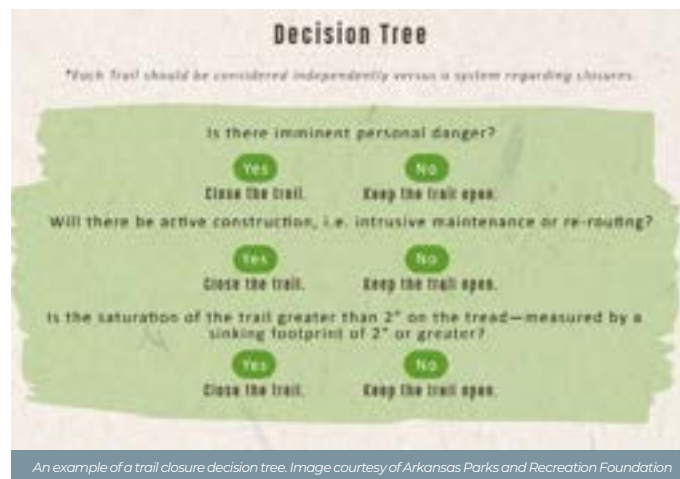 Decision Tree
*Each Trail should be considered independently versus a system regarding closures.
Is there imminent personal danger?
Yes No
Close the trail. Keep the trail open.
Will there be active construction, i.e. intrusive maintenance or re-routing?
Yes No
Close the trail. Keep the trail open.
Is the saturation of the trail greater than 2" on the tread—measured by a
sinking footprint of 2" or greater?
Yes No
Close the trail. Keep the trail open.
An example of a trail closure decision tree. Image courtesy of Arkansas Parks and Recreation Foundation